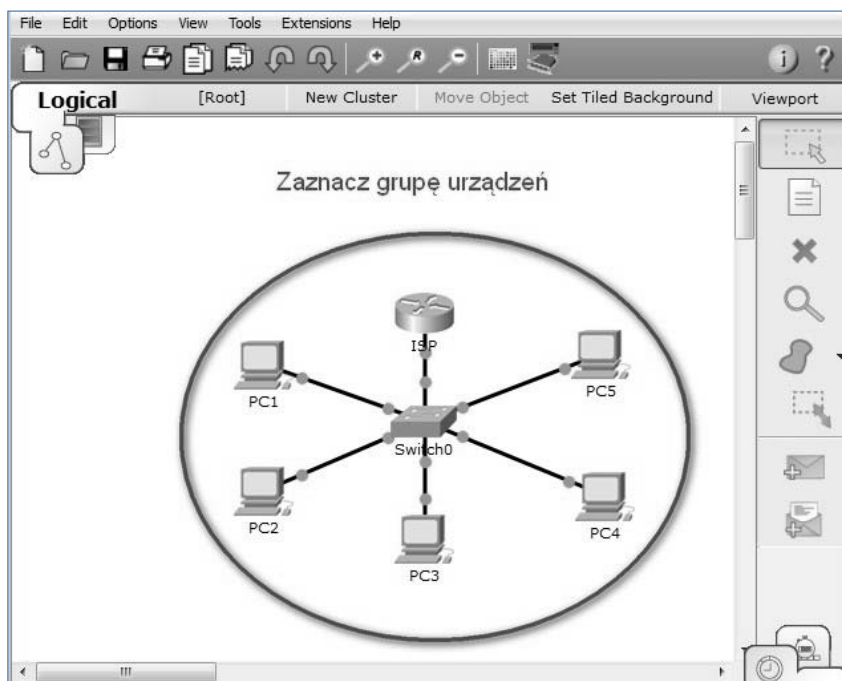 File Edit Options View Tools Extensions Help
Logical [Root] New Cluster Move Object Set Tiled Background Viewport
Zaznacz grupę urządzeń
ISP
PC1
PC5
Switch0
PC2
PC4
PC3